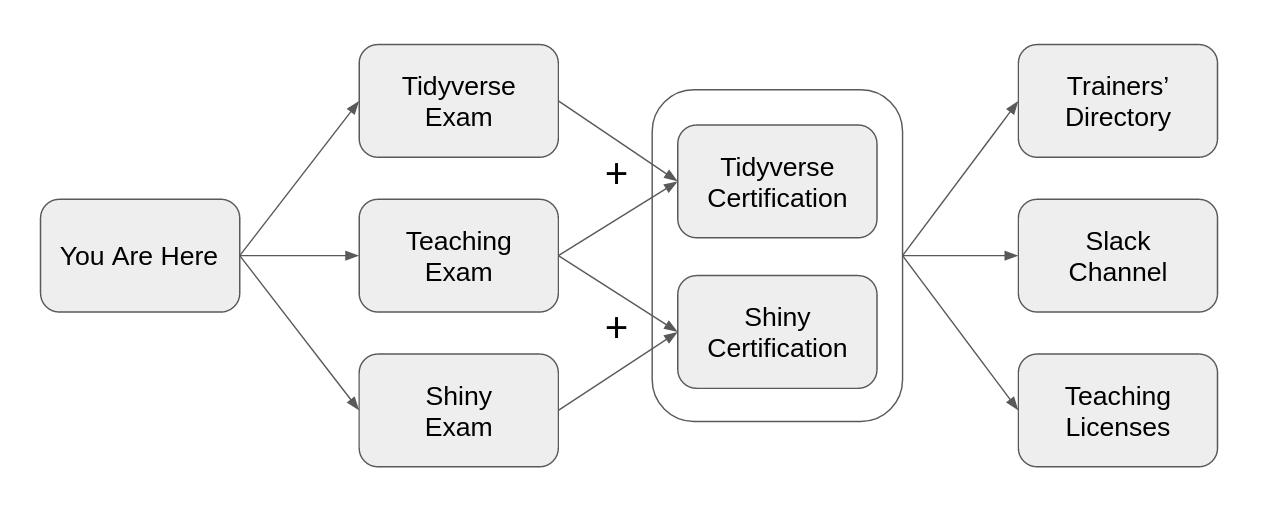 You Are Here
Tidyverse
Exam
Teaching
Exam
Shiny
Exam
+
+
Tidyverse
Certification
Shiny
Certification
Trainers’
Directory
Slack
Channel
Teaching
Licenses